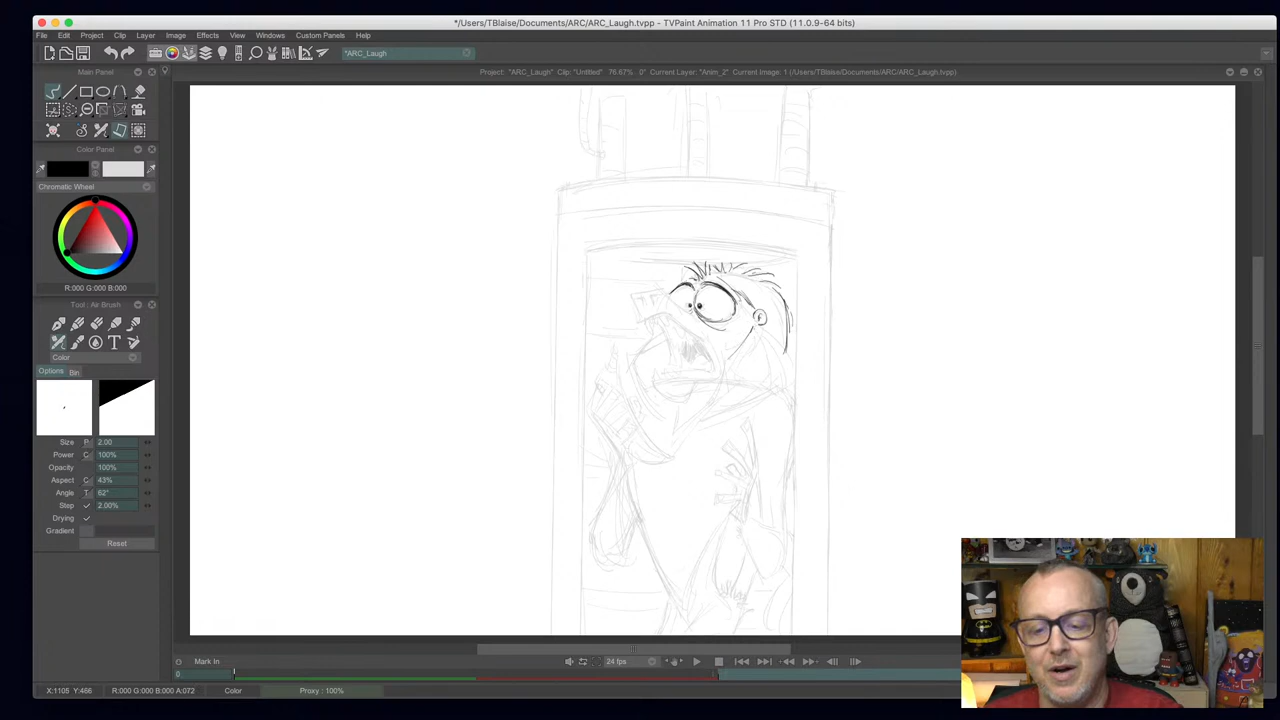 */Users/TBlaise/Documents/ARC/ARC_Laugh.tvpp - TVPaint Animation 11 Pro STD (11.0.9-64 bits)
File Edit Project Clip Layer Image Effects View Windows Custom Panels Help
*ARC_Laugh
Main Panel
Project: "ARC_Laugh" Clip: "Untitled" 76.67% 0° Current Layer: "Anim_2" Current Image: 1 (/Users/TBlaise/Documents/ARC/ARC_Laugh.tvpp)
Color Panel
Chromatic Wheel
R:000 G:000 B:000
Tool : Air Brush
T
Color
Options Bin
Size P 2.00
Power C 100%
Opacity 100%
Aspect C 43%
Angle T 62°
Step 2.00%
Drying
Gradient
Reset
Mark In
24 fps
0
X:1105 Y:466 R:000 G:000 B:000 A:072 Color Proxy : 100%